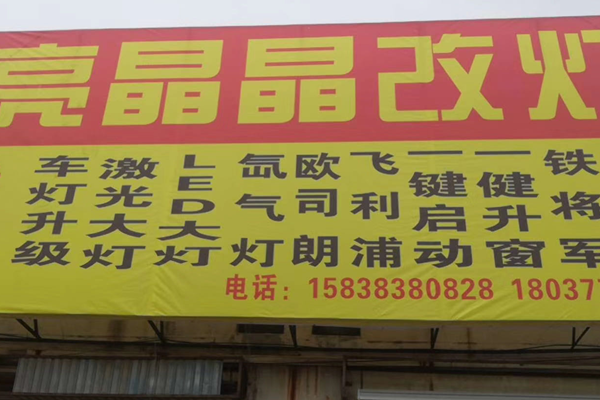 亮晶晶改灯
车灯升级
激光大灯
LED大灯
氙气灯
欧司朗
飞利浦
一键启动
一健升窗
铁将军
电话：15838380828 18037